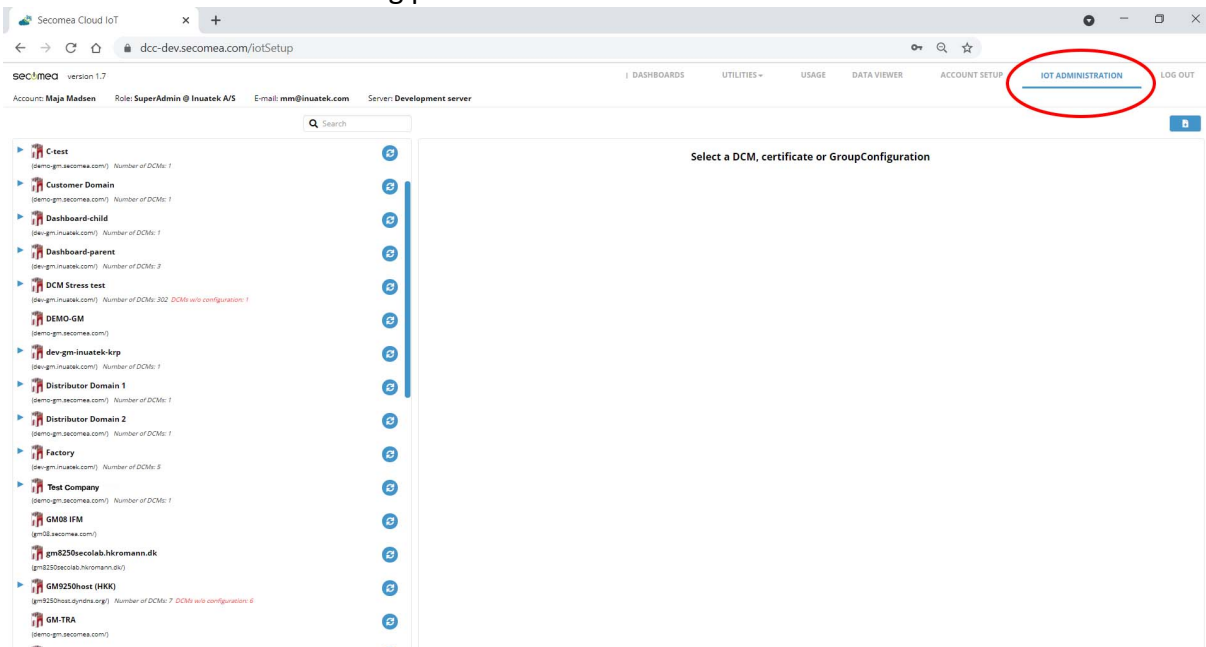 Secomea Cloud IoT
dcc-dev.secomea.com/iotSetup
secomea version 1.7
| DASHBOARDS UTILITIES USAGE DATA VIEWER ACCOUNT SETUP IOT ADMINISTRATION LOG OUT
Account: Maja Madsen Role: SuperAdmin @ Inuatek A/S E-mail: mm@inuatek.com Server: Development server
Search
Select a DCM, certificate or GroupConfiguration
C-test
(demo-gm.secomea.com/) Number of DCMs: 1
Customer Domain
(demo-gm.secomea.com/) Number of DCMs: 1
Dashboard-child
(dev-gm.inuatek.com/) Number of DCMs: 1
Dashboard-parent
(dev-gm.inuatek.com/) Number of DCMs: 3
DCM Stress test
(dev-gm.inuatek.com/) Number of DCMs: 302 DCMs w/o configuration: 1
DEMO-GM
(demo-gm.secomea.com/)
dev-gm-inuatek-krp
(dev-gm.inuatek.com/) Number of DCMs: 1
Distributor Domain 1
(demo-gm.secomea.com/) Number of DCMs: 1
Distributor Domain 2
(demo-gm.secomea.com/) Number of DCMs: 1
Factory
(dev-gm.inuatek.com/) Number of DCMs: 5
Test Company
(demo-gm.secomea.com/) Number of DCMs: 1
GM08 IFM
(gm08.secomea.com/)
gm8250secolab.hkromann.dk
(gm8250secolab.hkromann.dk/)
GM9250host (HKK)
(gm9250host.dyndns.org/) Number of DCMs: 7 DCMs w/o configuration: 6
GM-TRA
(demo-gm.secomea.com/)